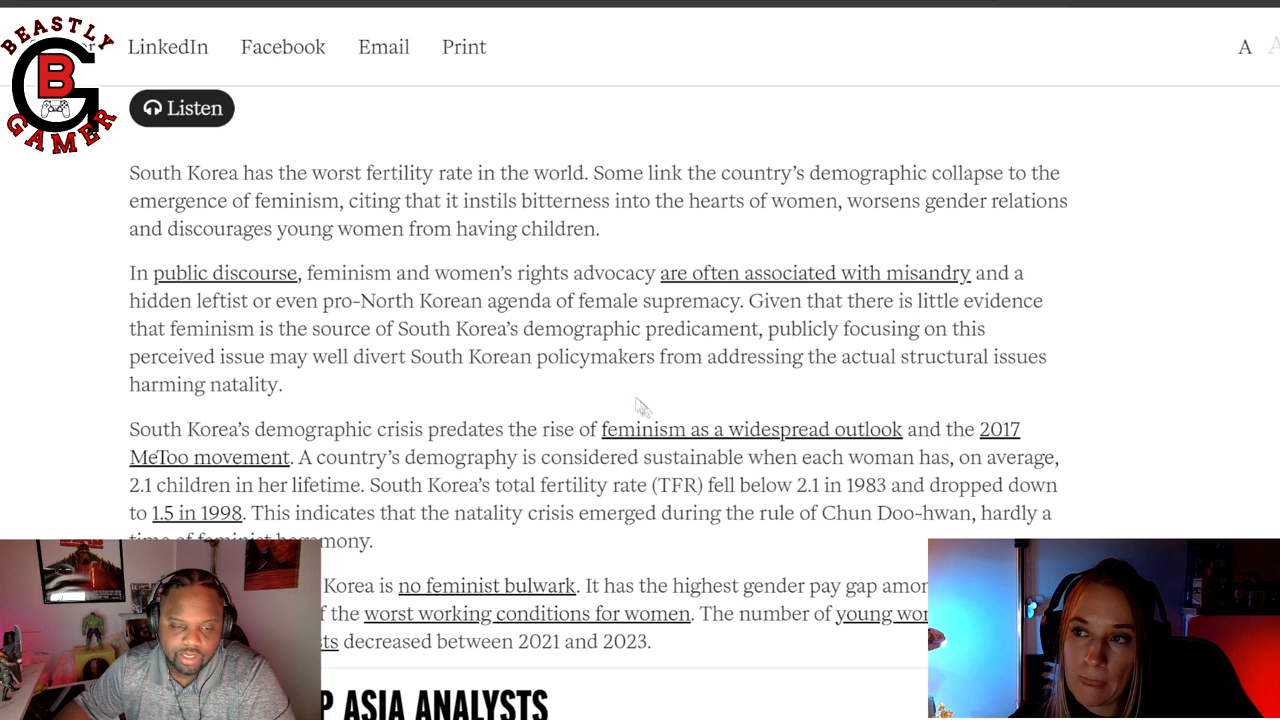 BEASTLY
BG
GAMER
LinkedIn Facebook Email Print A A
Listen
South Korea has the worst fertility rate in the world. Some link the country’s demographic collapse to the
emergence of feminism, citing that it instils bitterness into the hearts of women, worsens gender relations
and discourages young women from having children.
In public discourse, feminism and women’s rights advocacy are often associated with misandry and a
hidden leftist or even pro-North Korean agenda of female supremacy. Given that there is little evidence
that feminism is the source of South Korea’s demographic predicament, publicly focusing on this
perceived issue may well divert South Korean policymakers from addressing the actual structural issues
harming natality.
South Korea’s demographic crisis predates the rise of feminism as a widespread outlook and the 2017
MeToo movement. A country’s demography is considered sustainable when each woman has, on average,
2.1 children in her lifetime. South Korea’s total fertility rate (TFR) fell below 2.1 in 1983 and dropped down
to 1.5 in 1998. This indicates that the natality crisis emerged during the rule of Chun Doo-hwan, hardly a
time of feminist hegemony.
Korea is no feminist bulwark. It has the highest gender pay gap
the worst working conditions for women. The number of
decreased between 2021 and 2023.
ASIA ANALYSTS